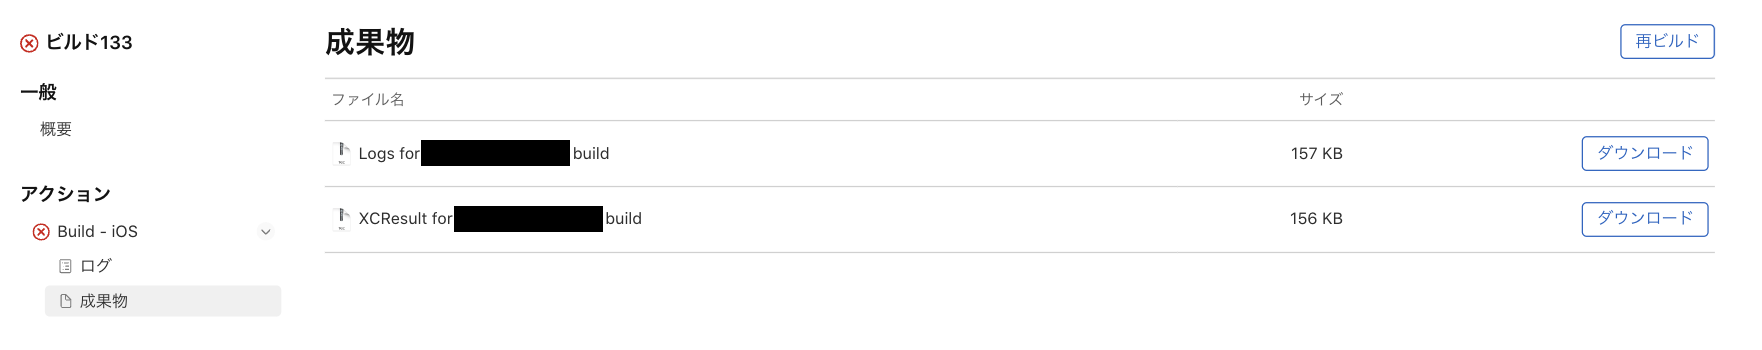 ビルド133
一般
概要
アクション
Build - iOS
ログ
成果物
成果物
再ビルド
ファイル名 サイズ
Logs for build 157 KB ダウンロード
XCResult for build 156 KB ダウンロード